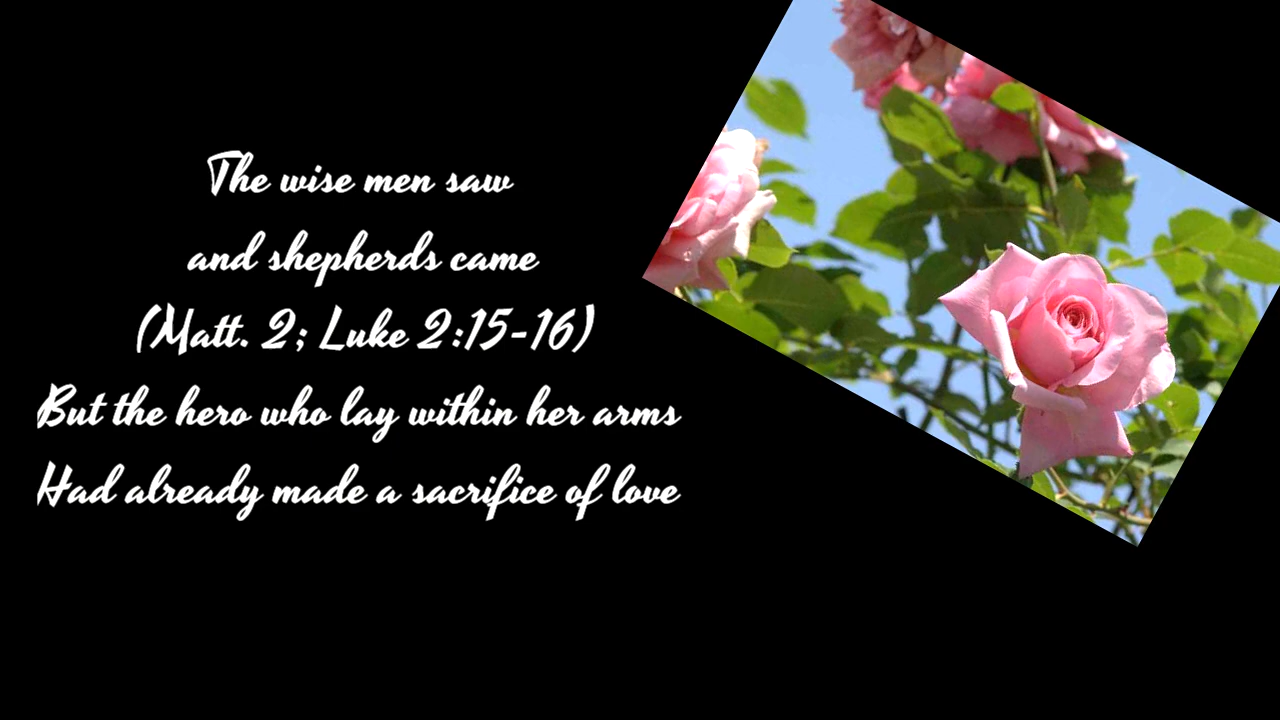 The wise men saw
and shepherds came
(Matt. 2; Luke 2:15-16)
But the hero who lay within her arms
Had already made a sacrifice of love